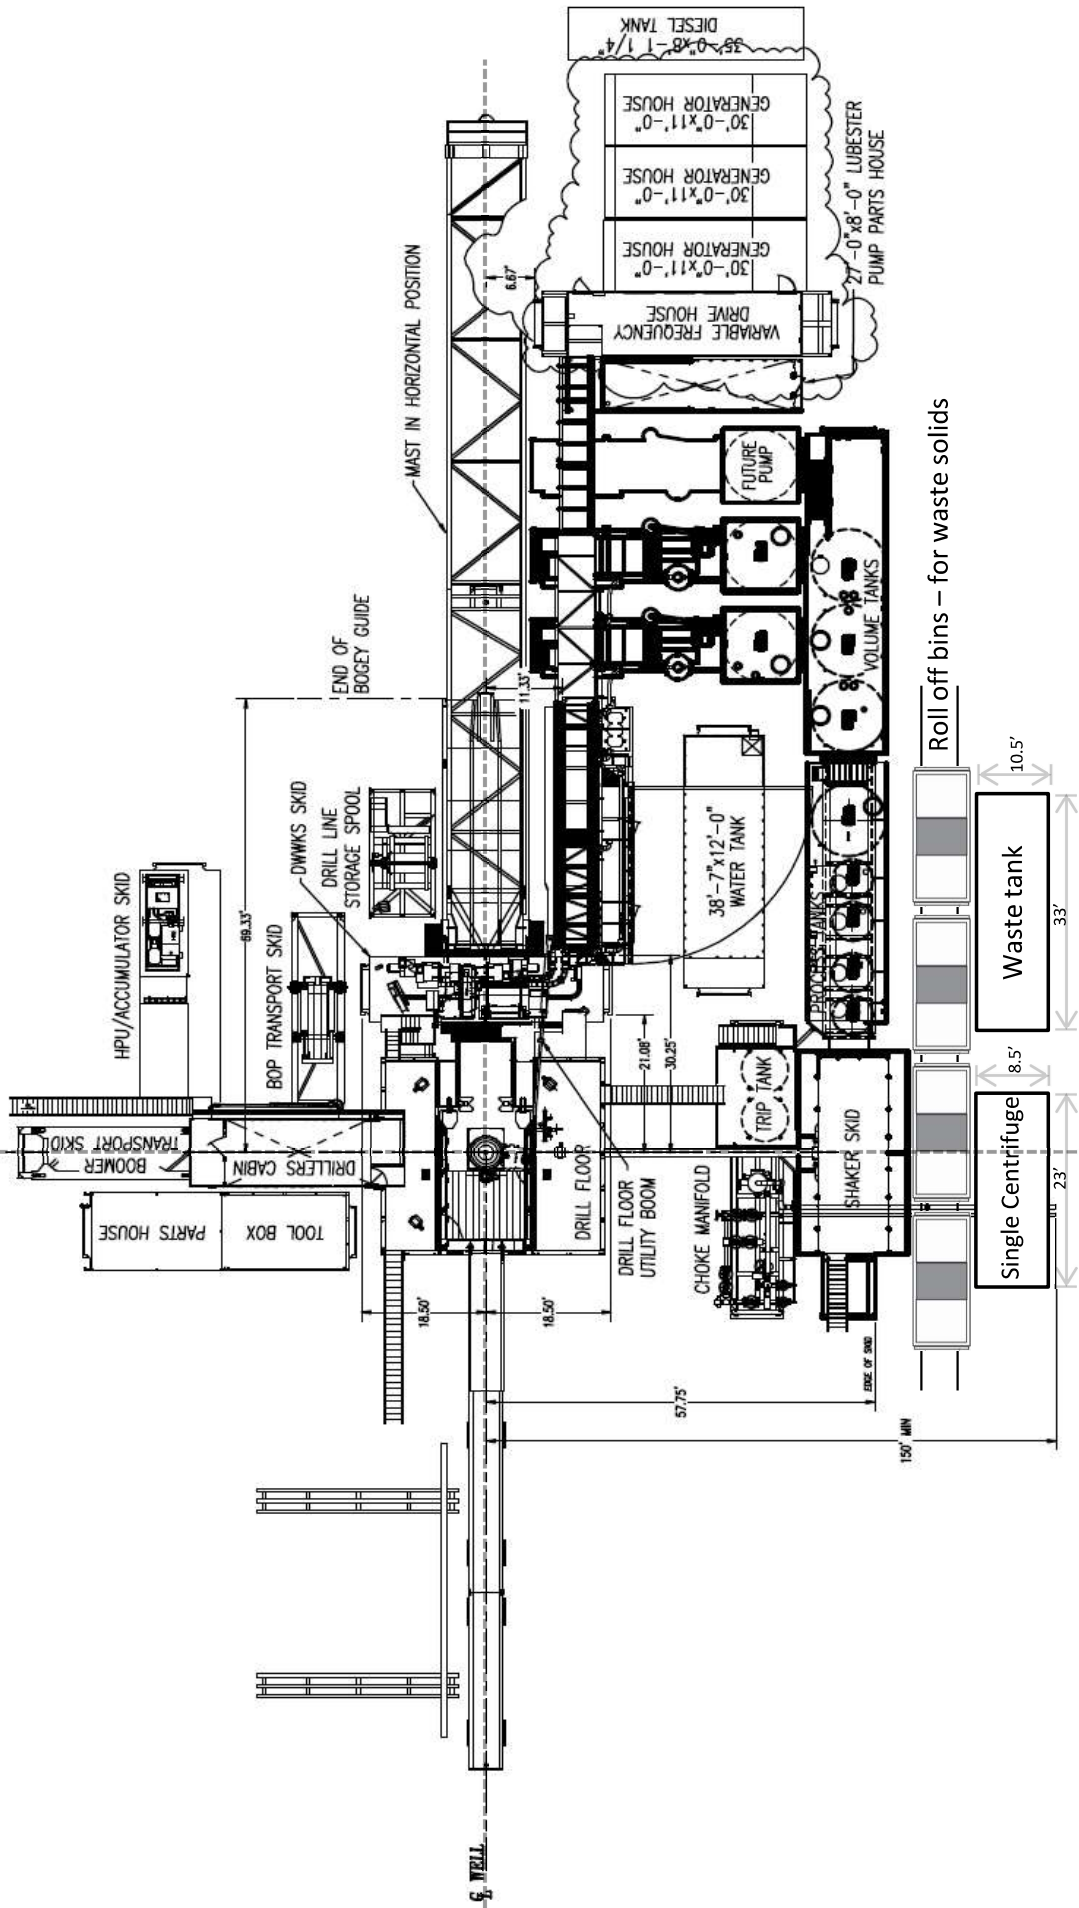 35'-0"x8'-1 1/4"
DIESEL TANK
30'-0"x11'-0"
GENERATOR HOUSE
30'-0"x11'-0"
GENERATOR HOUSE
30'-0"x11'-0"
GENERATOR HOUSE
27'-0"x8'-0" LUBESTER
PUMP PARTS HOUSE
VARIABLE FREQUENCY
DRIVE HOUSE
6.67'
MAST IN HORIZONTAL POSITION
FUTURE
PUMP
VOLUME TANKS
END OF
BOGEY GUIDE
11.33'
69.33'
DWWKS SKID
DRILL LINE
STORAGE SPOOL
HPU/ACCUMULATOR SKID
BOP TRANSPORT SKID
38'-7"x12'-0"
WATER TANK
PROCESS TANKS
21.08'
30.25'
BOOMER
TRANSPORT SKID
DRILLERS CABIN
PARTS HOUSE
TOOL BOX
DRILL FLOOR
DRILL FLOOR
UTILITY BOOM
TRIP TANK
CHOKE MANIFOLD
SHAKER SKID
18.50'
18.50'
EDGE OF SKID
57.75'
150' MIN
WELL
Roll off bins – for waste solids
10.5'
Waste tank
33'
8.5'
Single Centrifuge
23'